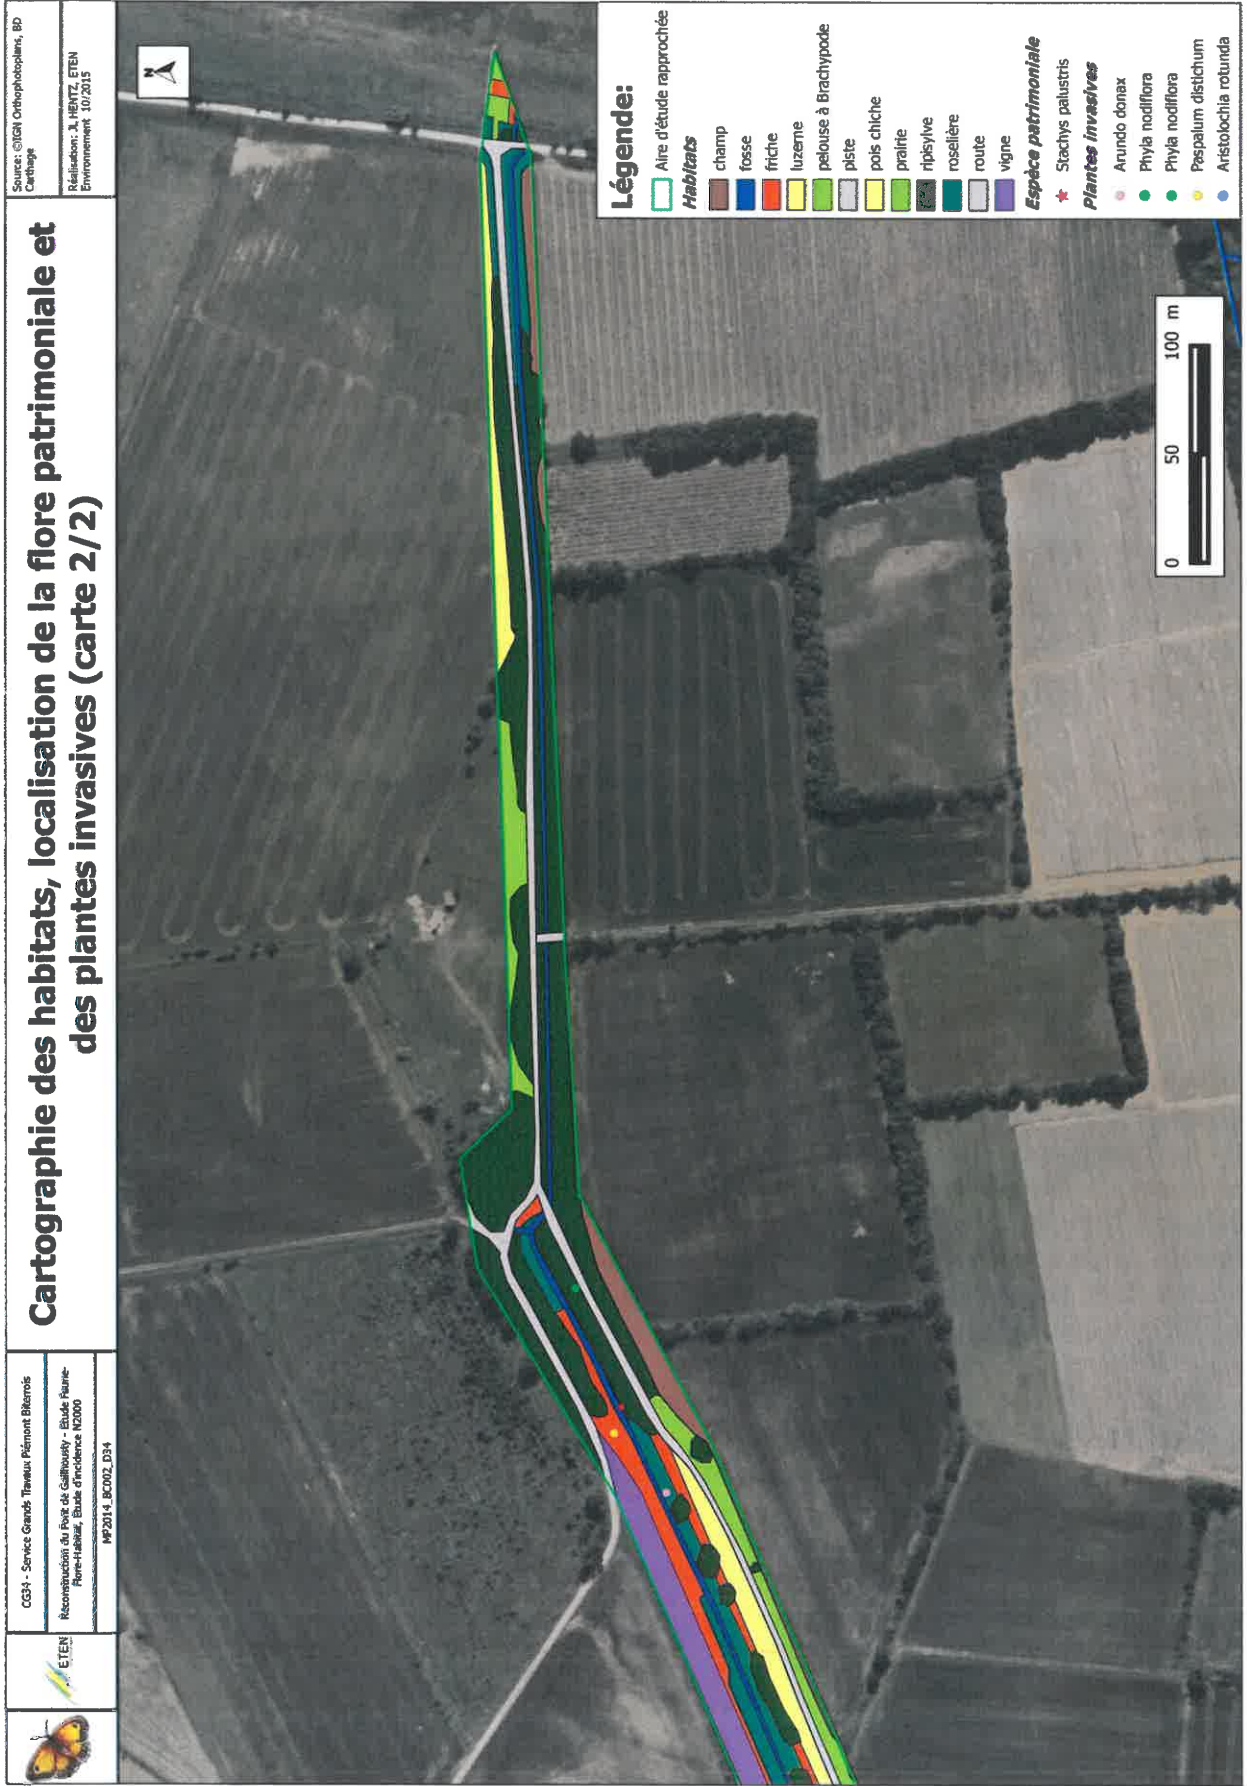 CG34 - Service Grands Travaux Piémont Biterrois
Reconstruction du Pont de Gailhousty - Etude Faune-
Flore-Habitat, Etude d'incidence N2000
MP2014_BC002_D34
ETEN
Cartographie des habitats, localisation de la flore patrimoniale et
des plantes invasives (carte 2/2)
Source: ©IGN Orthophotoplans, BD
Carthage
Réalisation: JL HENTZ, ETEN
Environnement 10/2015
N
Légende:
Aire d'étude rapprochée
Habitats
champ
fosse
friche
luzerne
pelouse à Brachypode
piste
pois chiche
prairie
ripisylve
roselière
route
vigne
Espèce patrimoniale
Stachys palustris
Plantes invasives
Arundo donax
Phyla nodiflora
Phyla nodiflora
Paspalum distichum
Aristolochia rotunda
0 50 100 m